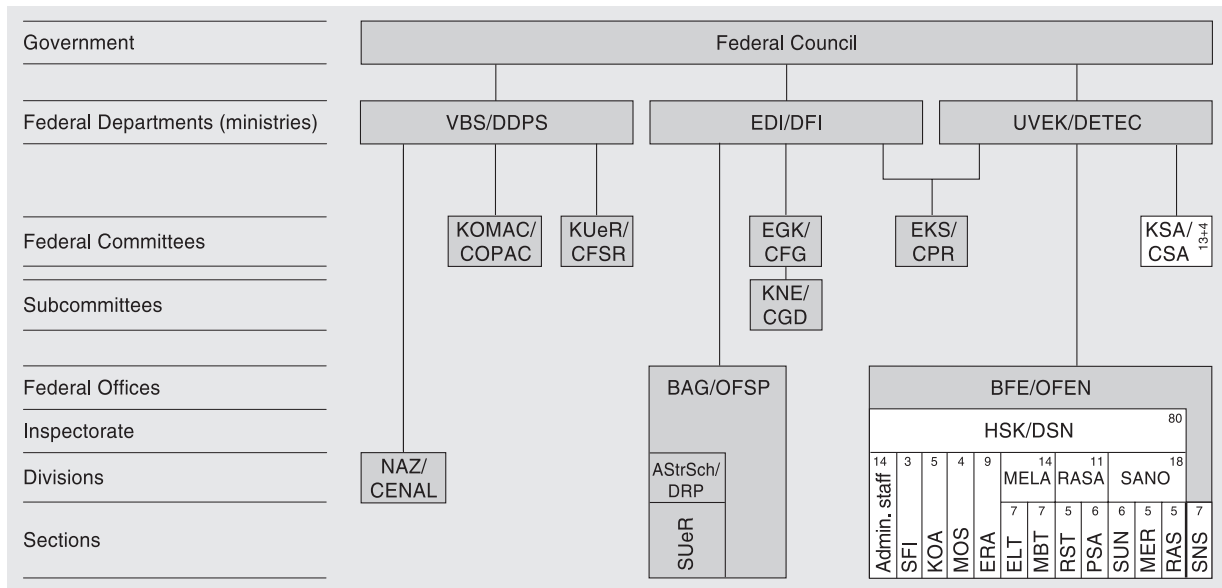 Government
Federal Council
Federal Departments (ministries)
VBS/DDPS
EDI/DFI
UVEK/DETEC
Federal Committees
KOMAC/
COPAC
KUeR/
CFSR
EGK/
CFG
EKS/
CPR
KSA/
CSA
13+4
Subcommittees
KNE/
CGD
Federal Offices
BAG/OFSP
BFE/OFEN
Inspectorate
HSK/DSN
80
Divisions
NAZ/
CENAL
AStrSch/
DRP
14
Admin. staff
3
SFI
5
KOA
4
MOS
9
ERA
MELA
14
RASA
11
SANO
18
Sections
SUeR
7
ELT
7
MBT
5
RST
6
PSA
6
SUN
5
MER
5
RAS
7
SNS